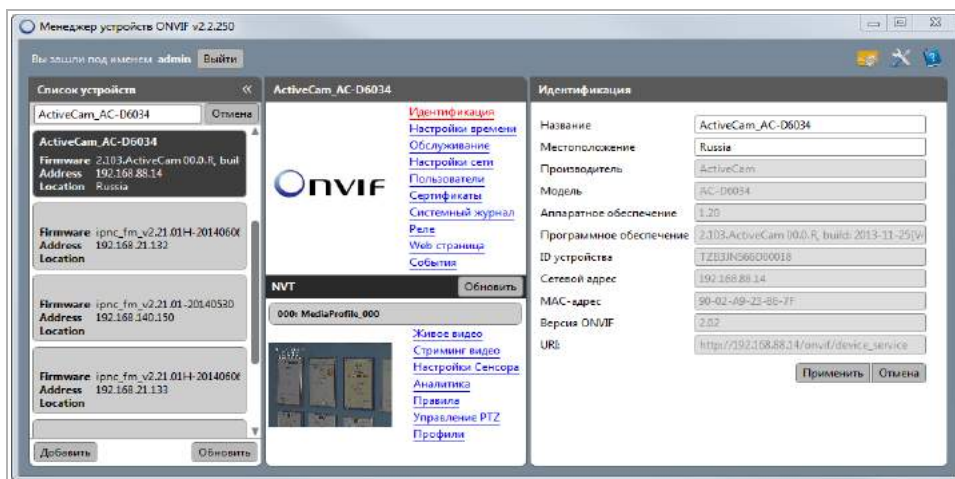 Менеджер устройств ONVIF v2.2.250
Вы зашли под именем admin Выйти
Список устройств «
ActiveCam_AC-D6034 Отмена
ActiveCam_AC-D6034
Firmware 2.103.ActiveCam 00.0.R, buil
Address 192.168.88.14
Location Russia
Firmware ipnc_fm_v2.21.01H-2014060
Address 192.168.21.132
Location
Firmware ipnc_fm_v2.21.01-20140530
Address 192.168.140.150
Location
Firmware ipnc_fm_v2.21.01H-2014060
Address 192.168.21.133
Location
Добавить Обновить
ActiveCam_AC-D6034
ONVIF
Идентификация
Настройки времени
Обслуживание
Настройки сети
Пользователи
Сертификаты
Системный журнал
Реле
Web страница
События
NVT Обновить
000: MediaProfile_000
Живое видео
Стриминг видео
Настройки Сенсора
Аналитика
Правила
Управление PTZ
Профили
Идентификация
Название ActiveCam_AC-D6034
Местоположение Russia
Производитель ActiveCam
Модель AC-D6034
Аппаратное обеспечение 1.20
Программное обеспечение 2.103.ActiveCam 00.0.R, build: 2013-11-25
ID устройства
Сетевой адрес 192.168.88.14
MAC-адрес
Версия ONVIF 2.02
URI: http://192.168.88.14/onvif/device_service
Применить Отмена